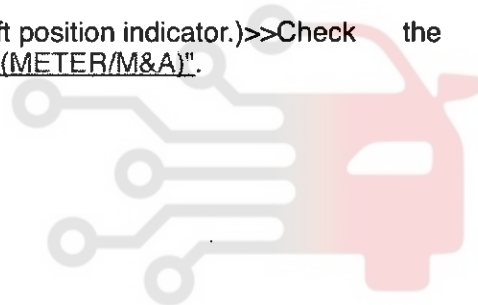 ft position indicator.)>>Check the
(METER/M&A)".